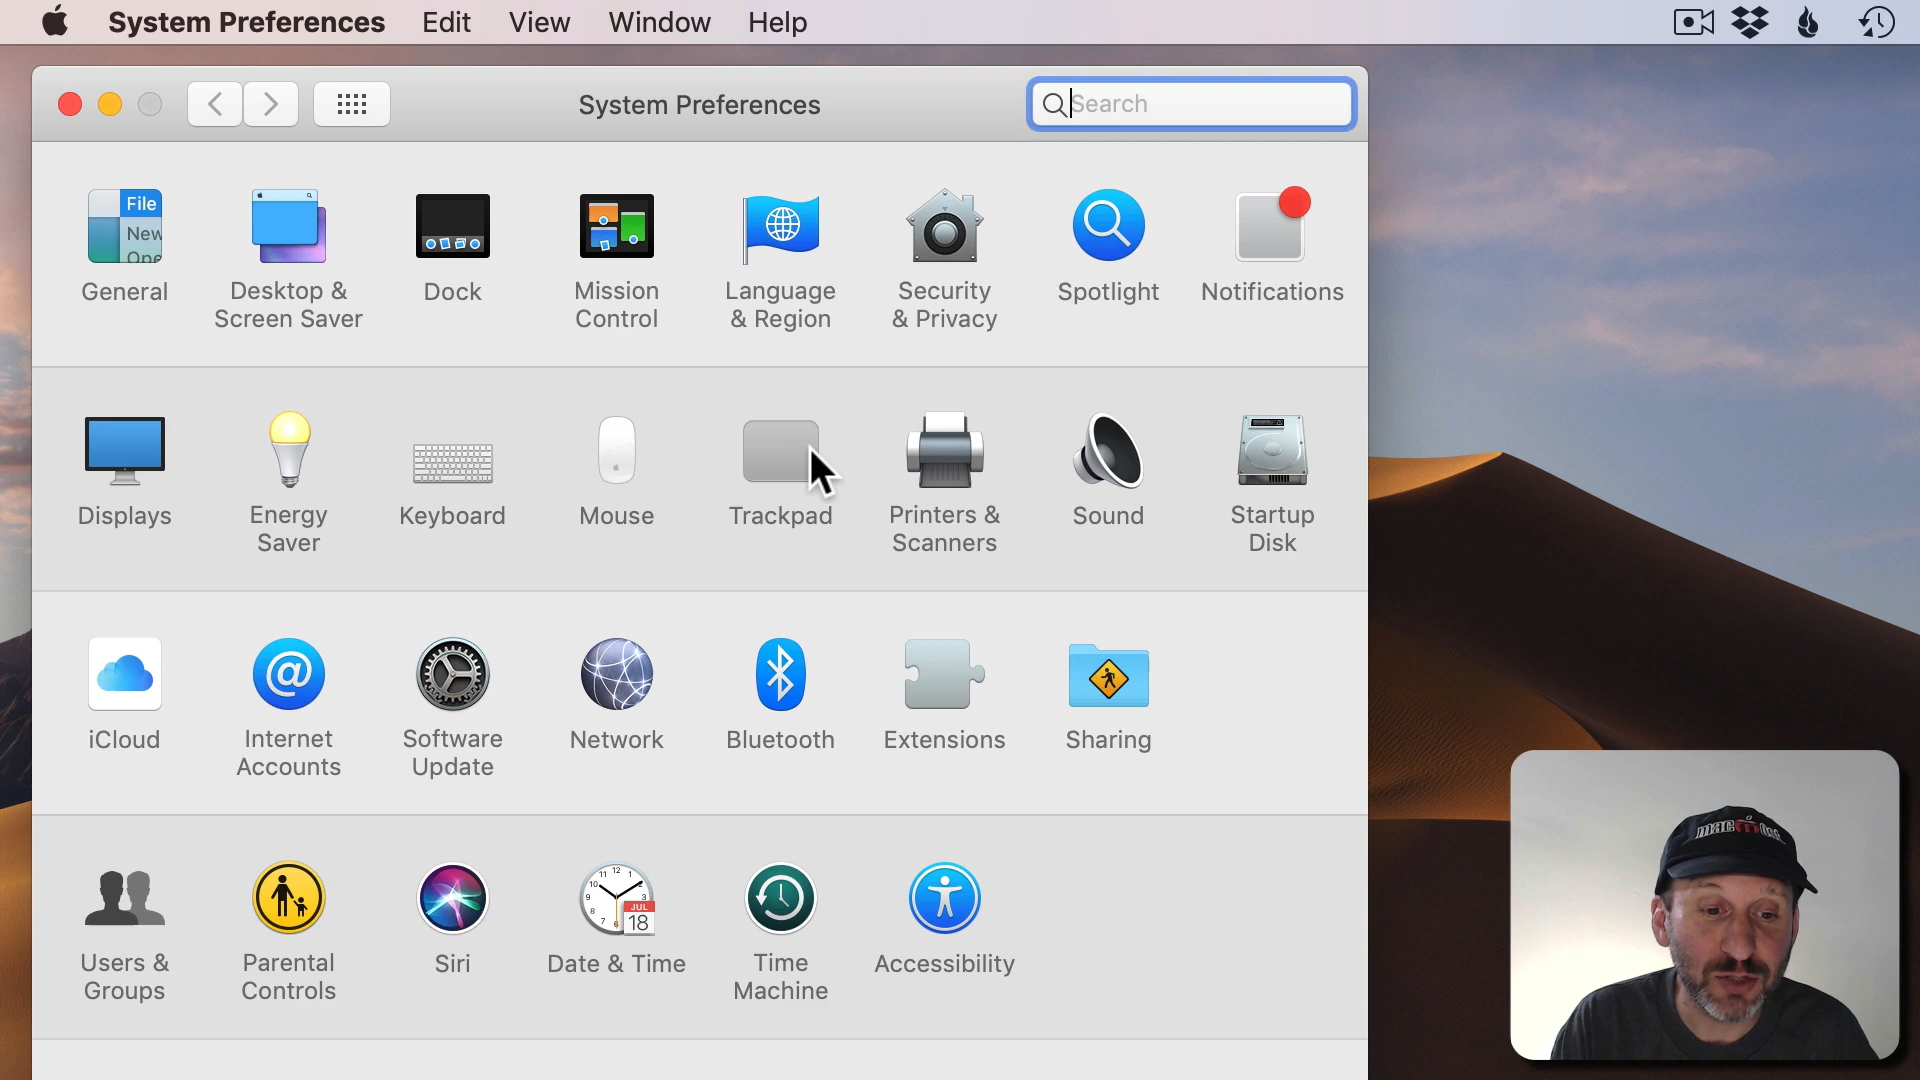 System Preferences Edit View Window Help
System Preferences
Search
File
New
Ope
General
Desktop &
Screen Saver
Dock
Mission
Control
Language
& Region
Security
& Privacy
Spotlight
Notifications
Displays
Energy
Saver
Keyboard
Mouse
Trackpad
Printers &
Scanners
Sound
Startup
Disk
iCloud
@
Internet
Accounts
Software
Update
Network
Bluetooth
Extensions
Sharing
JUL
18
Users &
Groups
Parental
Controls
Siri
Date & Time
Time
Machine
Accessibility
macmost